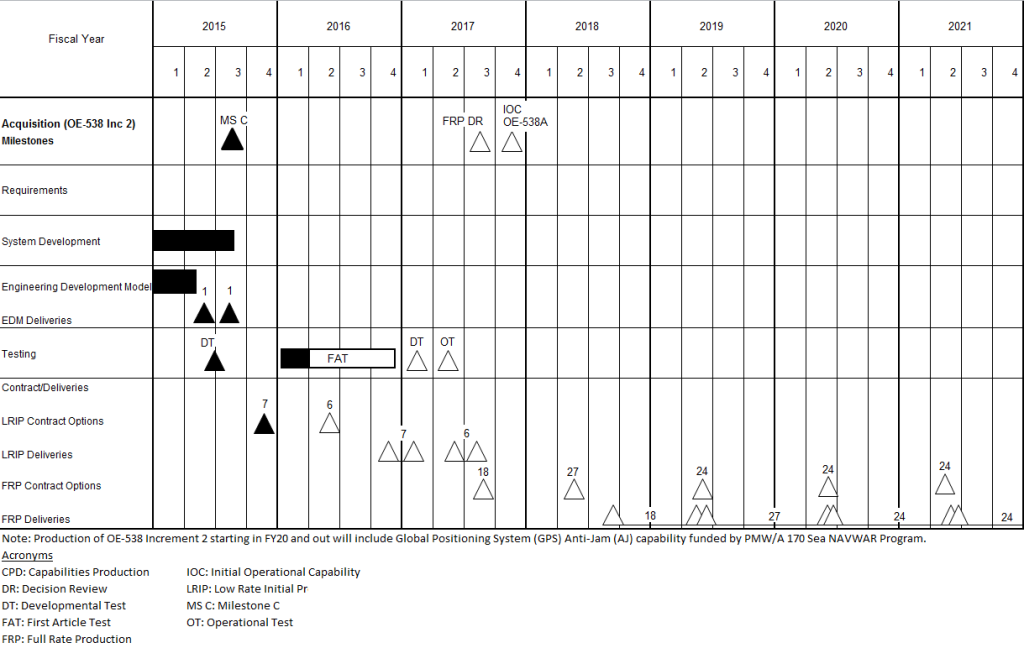 Fiscal Year 2015 2016 2017 2018 2019 2020 2021
1 2 3 4 1 2 3 4 1 2 3 4 1 2 3 4 1 2 3 4 1 2 3 4 1 2 3 4
Acquisition (OE-538 Inc 2)
Milestones
MS C
FRP DR
IOC
OE-538A
Requirements
System Development
Engineering Development Model
1 1
EDM Deliveries
Testing
DT
FAT
DT OT
Contract/Deliveries
LRIP Contract Options
7 6
LRIP Deliveries
7 6
FRP Contract Options
18 27 24 24 24
FRP Deliveries
18 27 24 24
Note: Production of OE-538 Increment 2 starting in FY20 and out will include Global Positioning System (GPS) Anti-Jam (AJ) capability funded by PMW/A 170 Sea NAVWAR Program.
Acronyms
CPD: Capabilities Production IOC: Initial Operational Capability
DR: Decision Review LRIP: Low Rate Initial Pr
DT: Developmental Test MS C: Milestone C
FAT: First Article Test OT: Operational Test
FRP: Full Rate Production